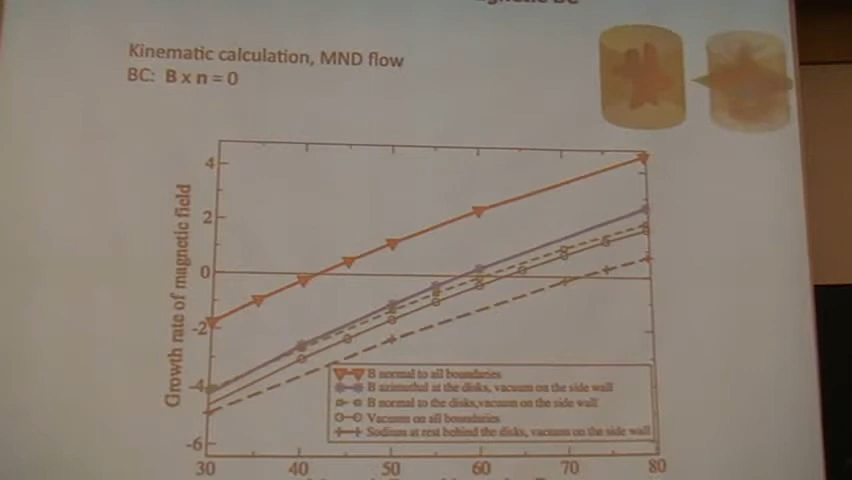 BC
Kinematic calculation, MND flow
BC: B x n = 0
Growth rate of magnetic field
4
2
0
-2
-4
-6
B normal to all boundaries
B azimuthal at the disks, vacuum on the side wall
B normal to the disks,vacuum on the side wall
Vacuum on all boundaries
Sodium at rest behind the disks, vacuum on the side wall
30 40 50 60 70 80